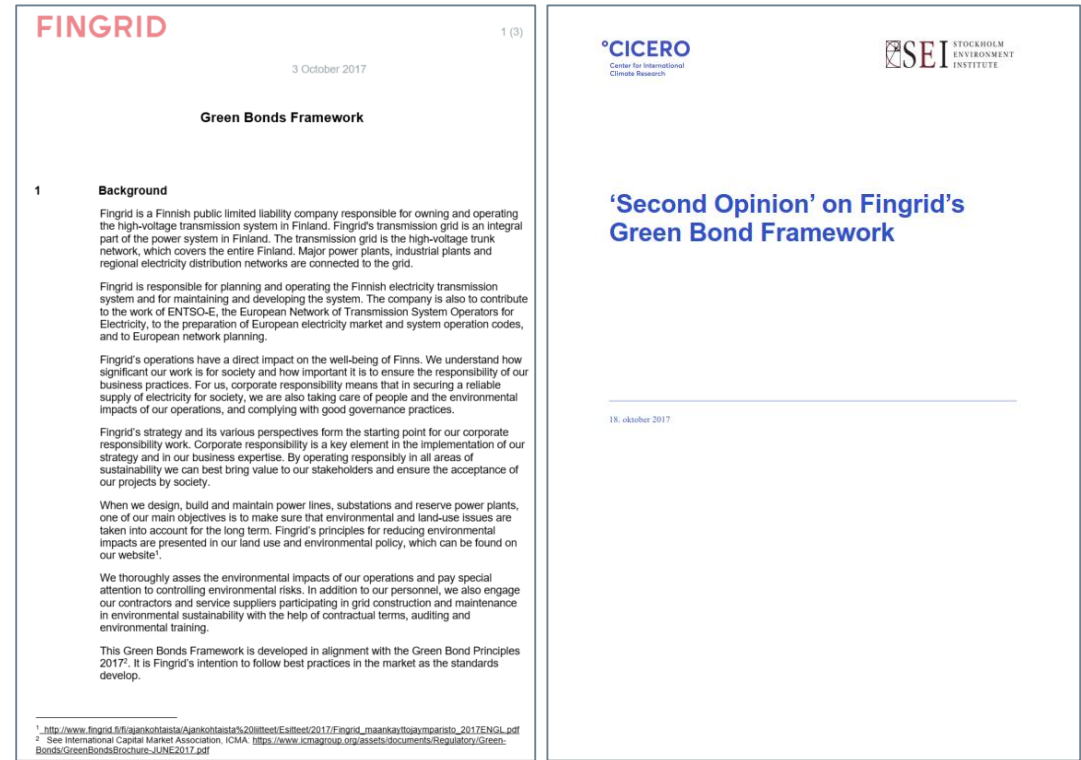 FINGRID
1 (3)
3 October 2017
Green Bonds Framework
1 Background
Fingrid is a Finnish public limited liability company responsible for owning and operating
the high-voltage transmission system in Finland. Fingrid's transmission grid is an integral
part of the power system in Finland. The transmission grid is the high-voltage trunk
network, which covers the entire Finland. Major power plants, industrial plants and
regional electricity distribution networks are connected to the grid.
Fingrid is responsible for planning and operating the Finnish electricity transmission
system and for maintaining and developing the system. The company is also to contribute
to the work of ENTSO-E, the European Network of Transmission System Operators for
Electricity, to the preparation of European electricity market and system operation codes,
and to European network planning.
Fingrid's operations have a direct impact on the well-being of Finns. We understand how
significant our work is for society and how important it is to ensure the responsibility of our
business practices. For us, corporate responsibility means that in securing a reliable
supply of electricity for society, we are also taking care of people and the environmental
impacts of our operations, and complying with good governance practices.
Fingrid's strategy and its various perspectives form the starting point for our corporate
responsibility work. Corporate responsibility is a key element in the implementation of our
strategy and in our business expertise. By operating responsibly in all areas of
sustainability we can best bring value to our stakeholders and ensure the acceptance of
our projects by society.
When we design, build and maintain power lines, substations and reserve power plants,
one of our main objectives is to make sure that environmental and land-use issues are
taken into account for the long term. Fingrid's principles for reducing environmental
impacts are presented in our land use and environmental policy, which can be found on
our website¹.
We thoroughly asses the environmental impacts of our operations and pay special
attention to controlling environmental risks. In addition to our personnel, we also engage
our contractors and service suppliers participating in grid construction and maintenance
in environmental sustainability with the help of contractual terms, auditing and
environmental training.
This Green Bonds Framework is developed in alignment with the Green Bond Principles
2017². It is Fingrid's intention to follow best practices in the market as the standards
develop.
¹ http://www.fingrid.fi/fi/ajankohtaista/Ajankohtaista%20liitteet/Esitteet/2017/Fingrid_maankayttojaymparisto_2017ENGL.pdf
² See International Capital Market Association, ICMA: https://www.icmagroup.org/assets/documents/Regulatory/Green-
Bonds/GreenBondsBrochure-JUNE2017.pdf
°CICERO
Center for International
Climate Research
SEI STOCKHOLM
ENVIRONMENT
INSTITUTE
'Second Opinion' on Fingrid's
Green Bond Framework
18. oktober 2017